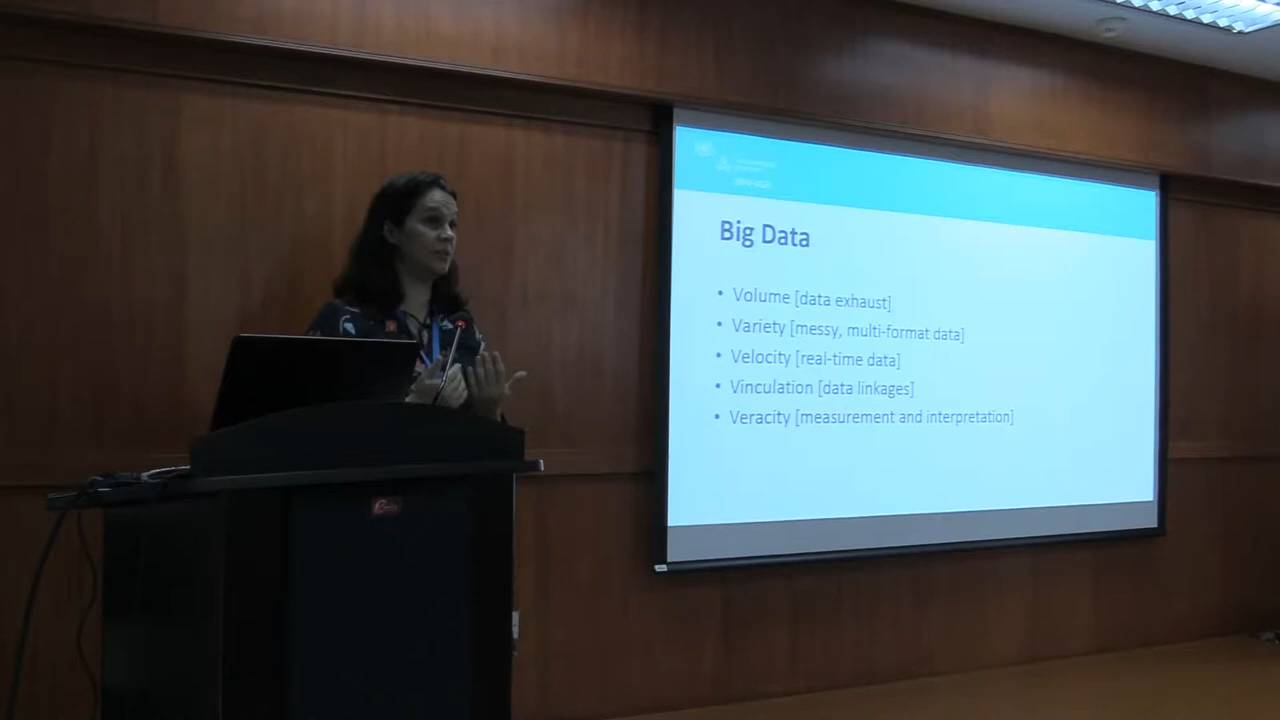 Big Data
• Volume [data exhaust]
• Variety [messy, multi-format data]
• Velocity [real-time data]
• Vinculation [data linkages]
• Veracity [measurement and interpretation]